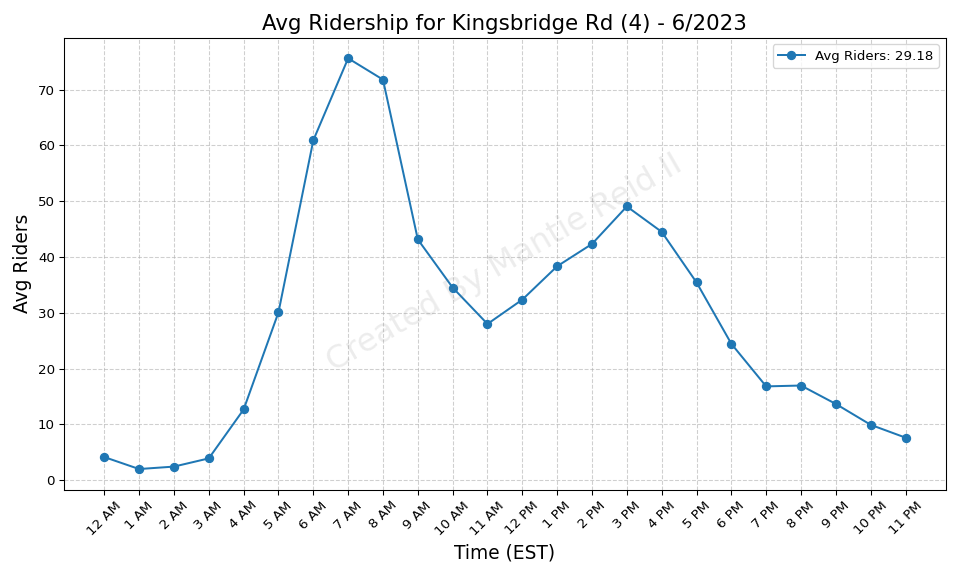 Avg Ridership for Kingsbridge Rd (4) - 6/2023
Avg Riders: 29.18
Avg Riders
70
60
50
40
30
20
10
0
Created By Mantie Reid II
12 AM
1 AM
2 AM
3 AM
4 AM
5 AM
6 AM
7 AM
8 AM
9 AM
10 AM
11 AM
12 PM
1 PM
2 PM
3 PM
4 PM
5 PM
6 PM
7 PM
8 PM
9 PM
10 PM
11 PM
Time (EST)